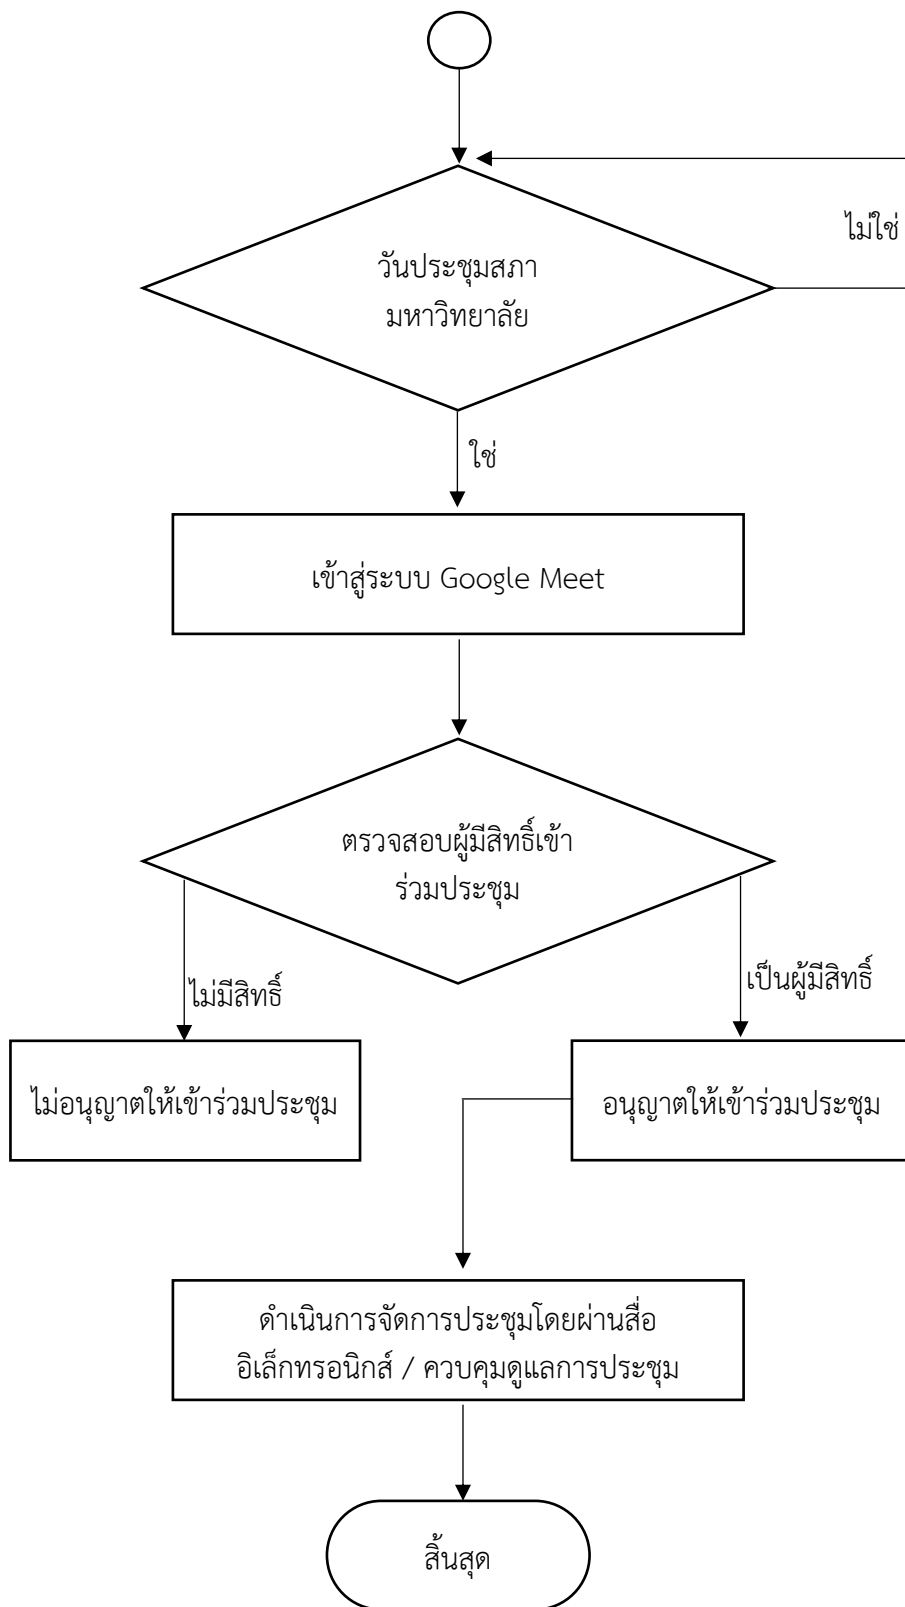 ไม่ใช่
วันประชุมสภา
มหาวิทยาลัย
ใช่
เข้าสู่ระบบ Google Meet
ตรวจสอบผู้มีสิทธิ์เข้า
ร่วมประชุม
ไม่มีสิทธิ์
เป็นผู้มีสิทธิ์
ไม่อนุญาตให้เข้าร่วมประชุม
อนุญาตให้เข้าร่วมประชุม
ดำเนินการจัดการประชุมโดยผ่านสื่อ
อิเล็กทรอนิกส์ / ควบคุมดูแลการประชุม
สิ้นสุด